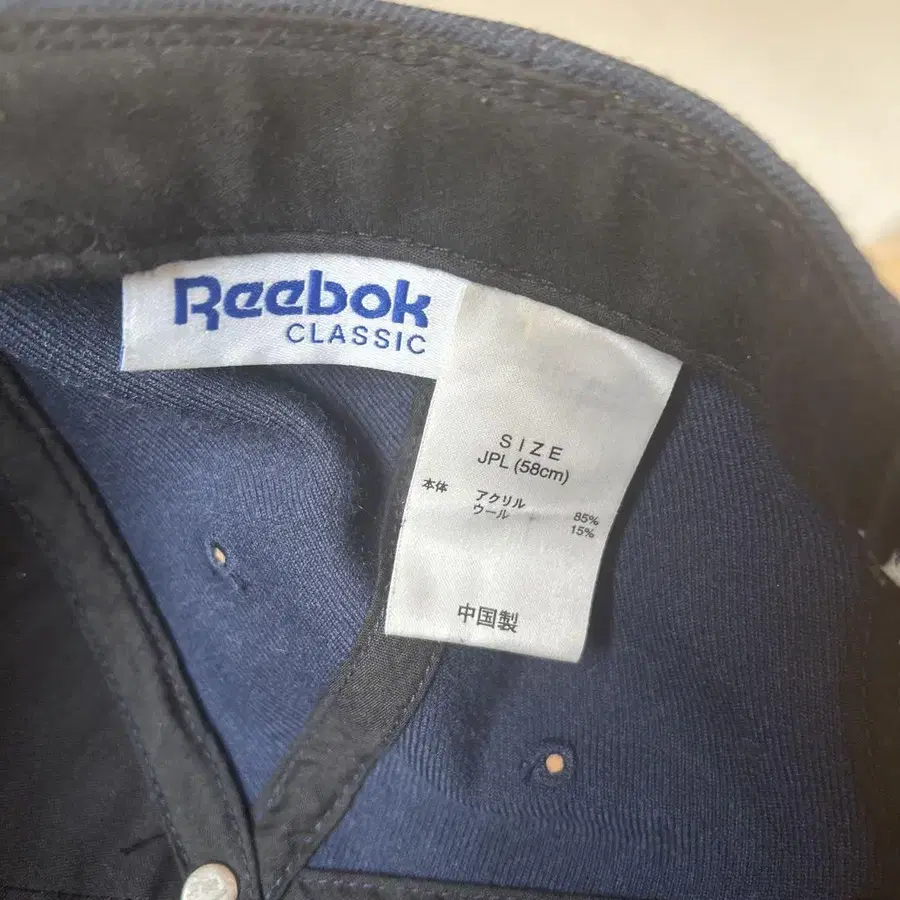 Reebok
CLASSIC
SIZE
JPL (58cm)
本体 アクリル 85%
ウール 15%
中国製